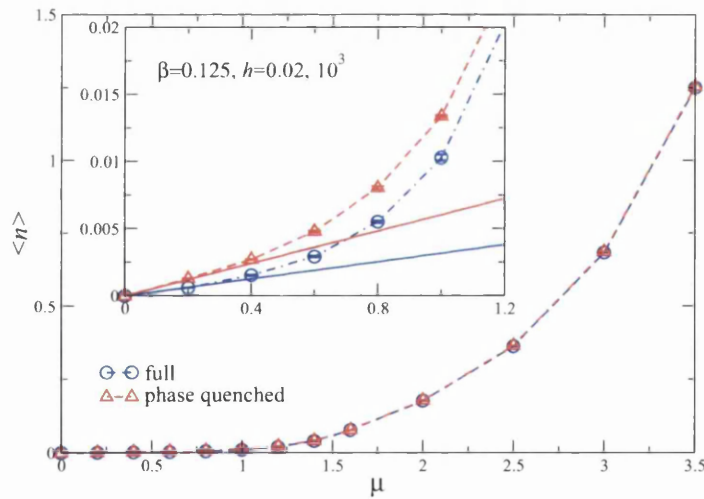 1.5
0.02
β=0.125, h=0.02, 10³
0.015
0.01
1
0.005
<n>
0
0 0.4 0.8 1.2
0.5
full
phase quenched
0
0 0.5 1 1.5 2 2.5 3 3.5
μ